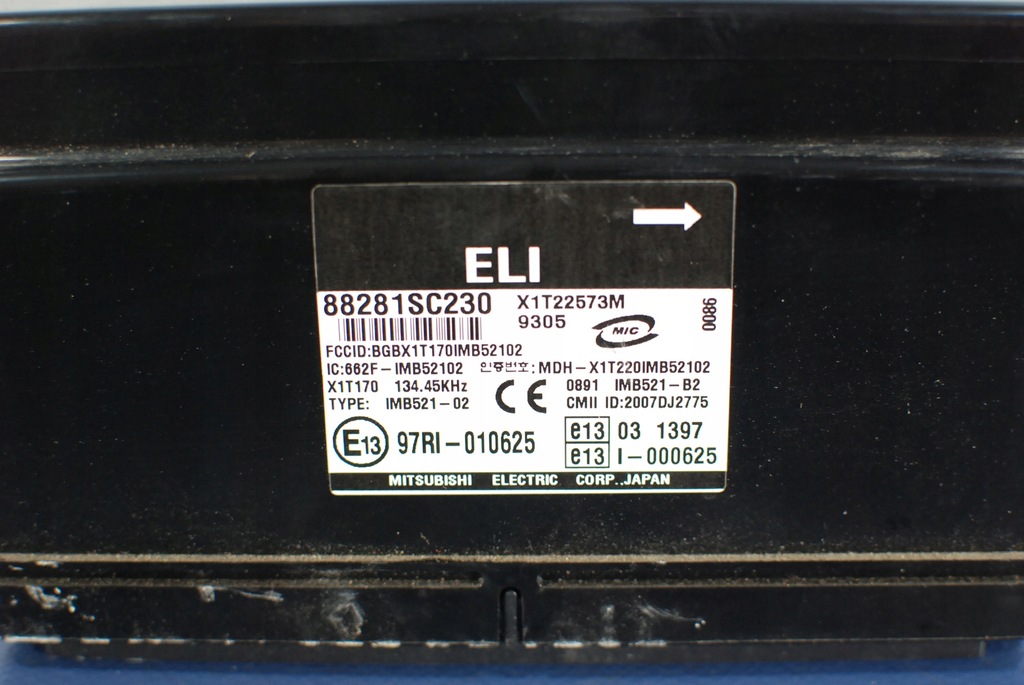 ELI
88281SC230 X1T22573M
9305 MIC 0086
FCCID:BGBX1T170IMB52102
IC:662F-IMB52102 인증번호: MDH-X1T220IMB52102
X1T170 134.45KHz CE 0891 IMB521-B2
TYPE: IMB521-02 CMII ID:2007DJ2775
E13 97RI-010625 e13 03 1397
e13 I-000625
MITSUBISHI ELECTRIC CORP.,JAPAN